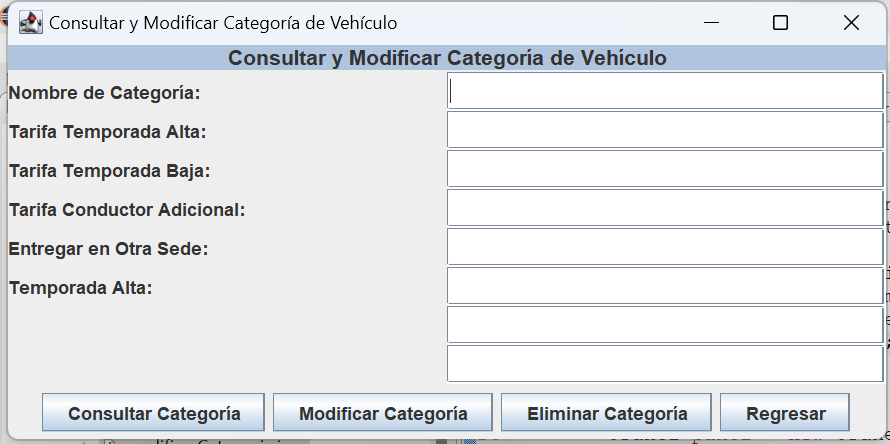 Consultar y Modificar Categoría de Vehículo
Consultar y Modificar Categoría de Vehículo
Nombre de Categoría:
Tarifa Temporada Alta:
Tarifa Temporada Baja:
Tarifa Conductor Adicional:
Entregar en Otra Sede:
Temporada Alta:
Consultar Categoría Modificar Categoría Eliminar Categoría Regresar